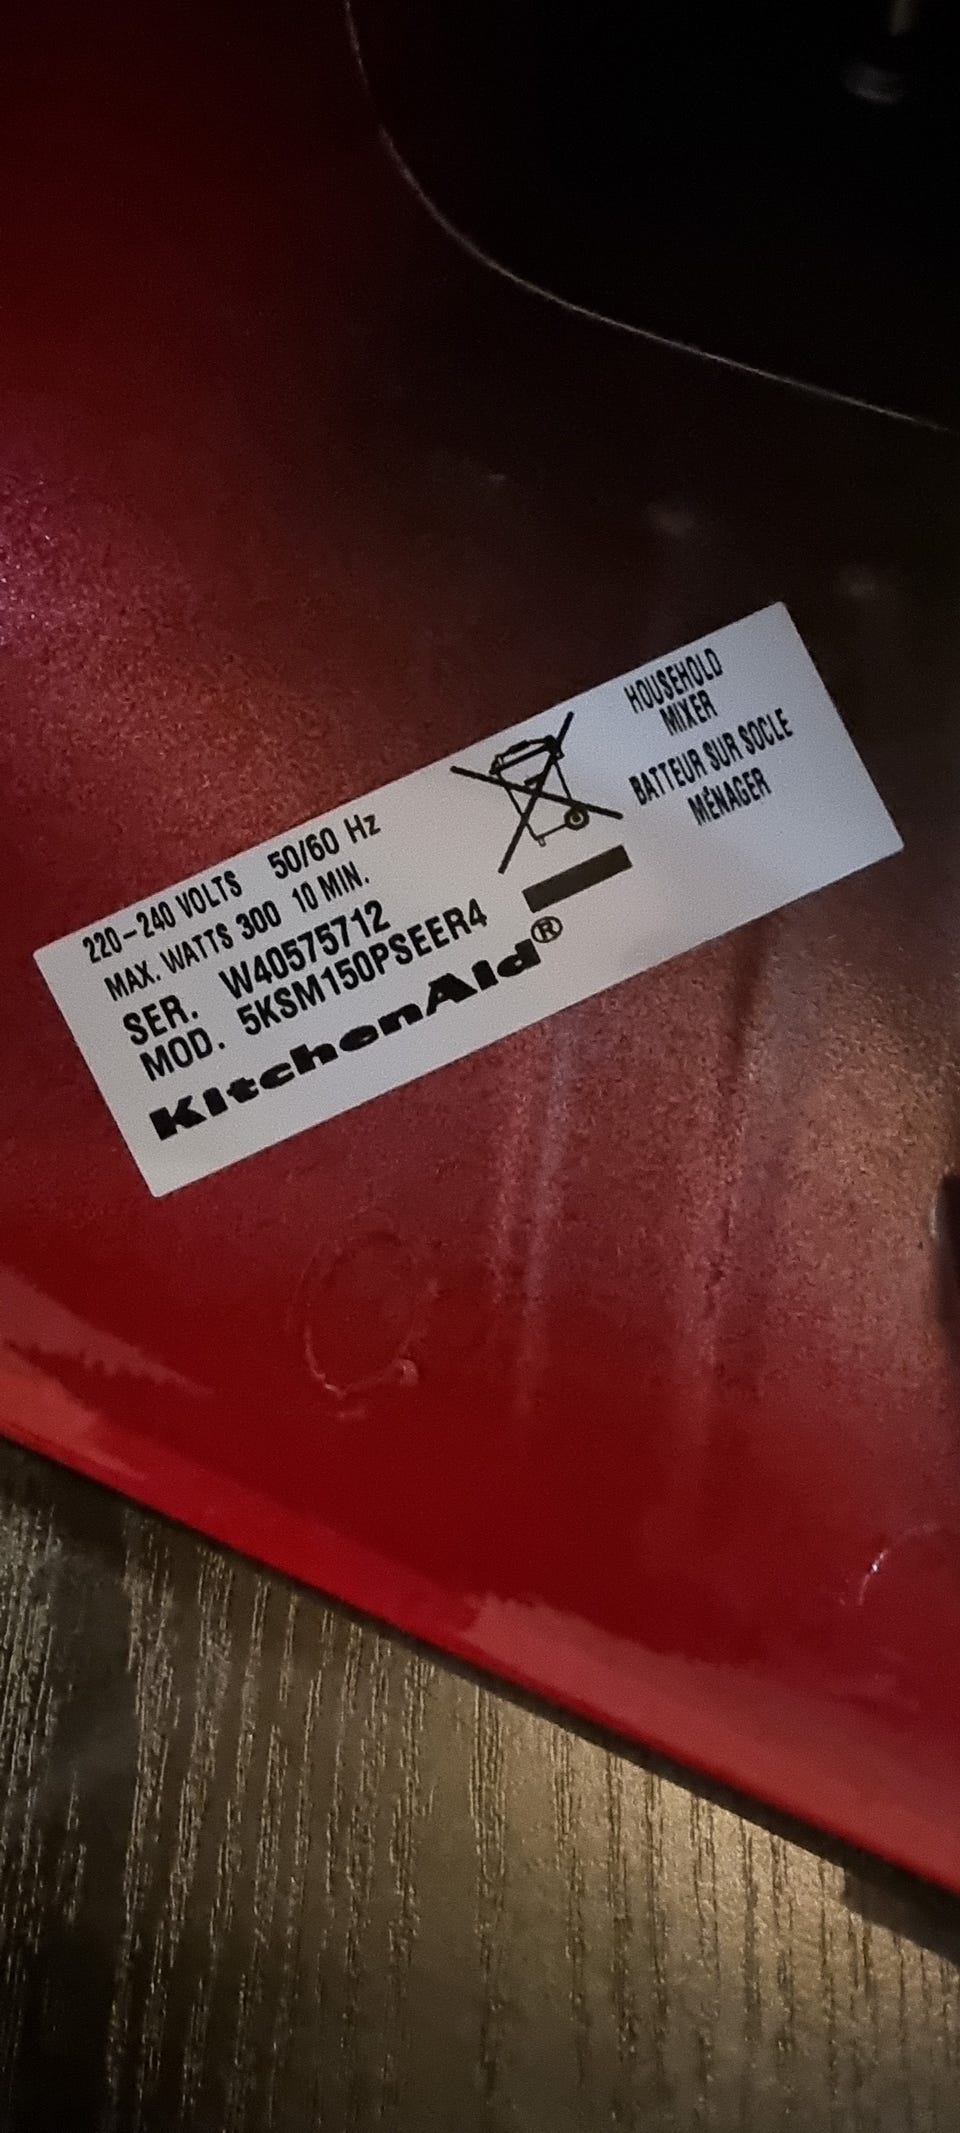 220-240 VOLTS 50/60 Hz
MAX. WATTS 300 10 MIN.
SER. W40575712
MOD. 5KSM150PSEER4
KitchenAid®
HOUSEHOLD
MIXER
BATTEUR SUR SOCLE
MÉNAGER